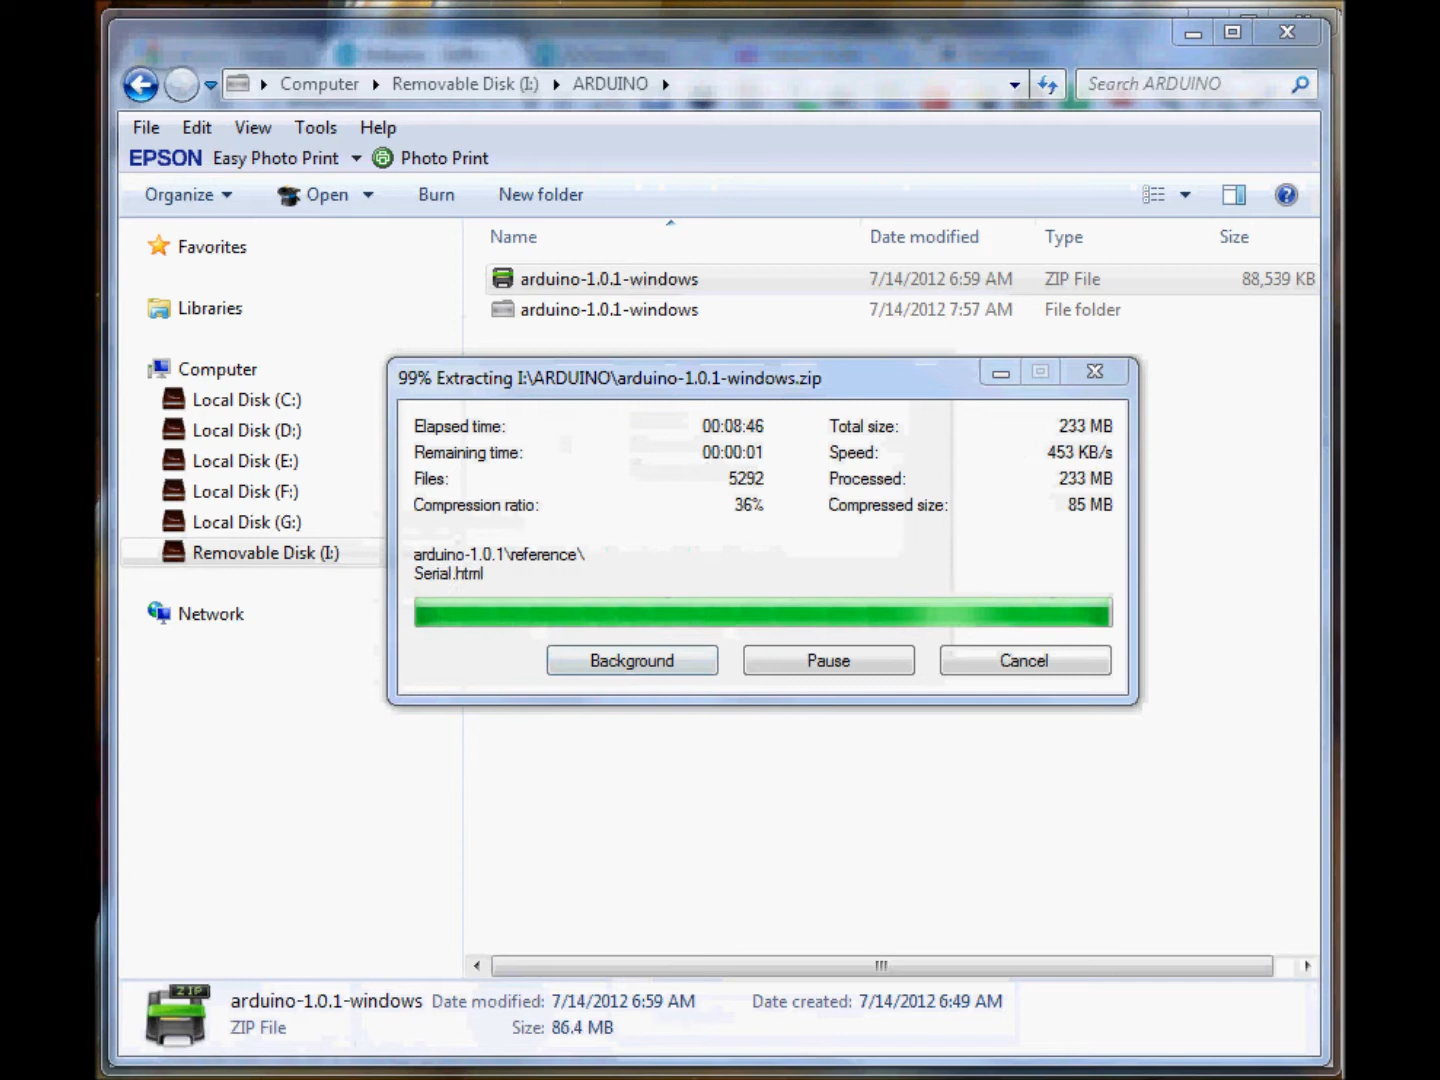 Computer Removable Disk (I:) ARDUINO Search ARDUINO
File Edit View Tools Help
EPSON Easy Photo Print Photo Print
Organize Open Burn New folder
Name Date modified Type Size
Favorites
arduino-1.0.1-windows 7/14/2012 6:59 AM ZIP File 88,539 KB
Libraries
arduino-1.0.1-windows 7/14/2012 7:57 AM File folder
Computer
Local Disk (C:)
Local Disk (D:)
Local Disk (E:)
Local Disk (F:)
Local Disk (G:)
Removable Disk (I:)
Network
99% Extracting I:\ARDUINO\arduino-1.0.1-windows.zip
Elapsed time: 00:08:46 Total size: 233 MB
Remaining time: 00:00:01 Speed: 453 KB/s
Files: 5292 Processed: 233 MB
Compression ratio: 36% Compressed size: 85 MB
arduino-1.0.1\reference\
Serial.html
Background Pause Cancel
ZIP
arduino-1.0.1-windows Date modified: 7/14/2012 6:59 AM Date created: 7/14/2012 6:49 AM
ZIP File Size: 86.4 MB